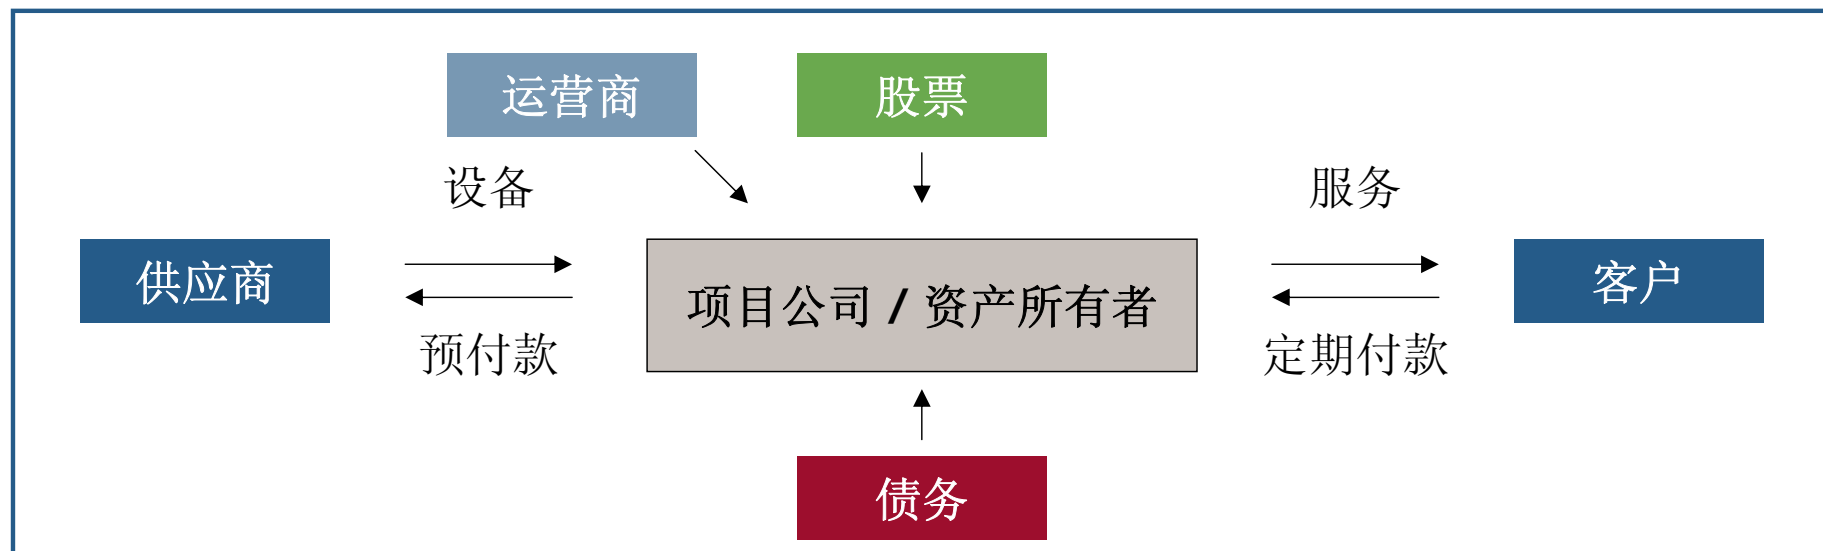 运营商
股票
设备
服务
供应商
项目公司 / 资产所有者
客户
预付款
定期付款
债务